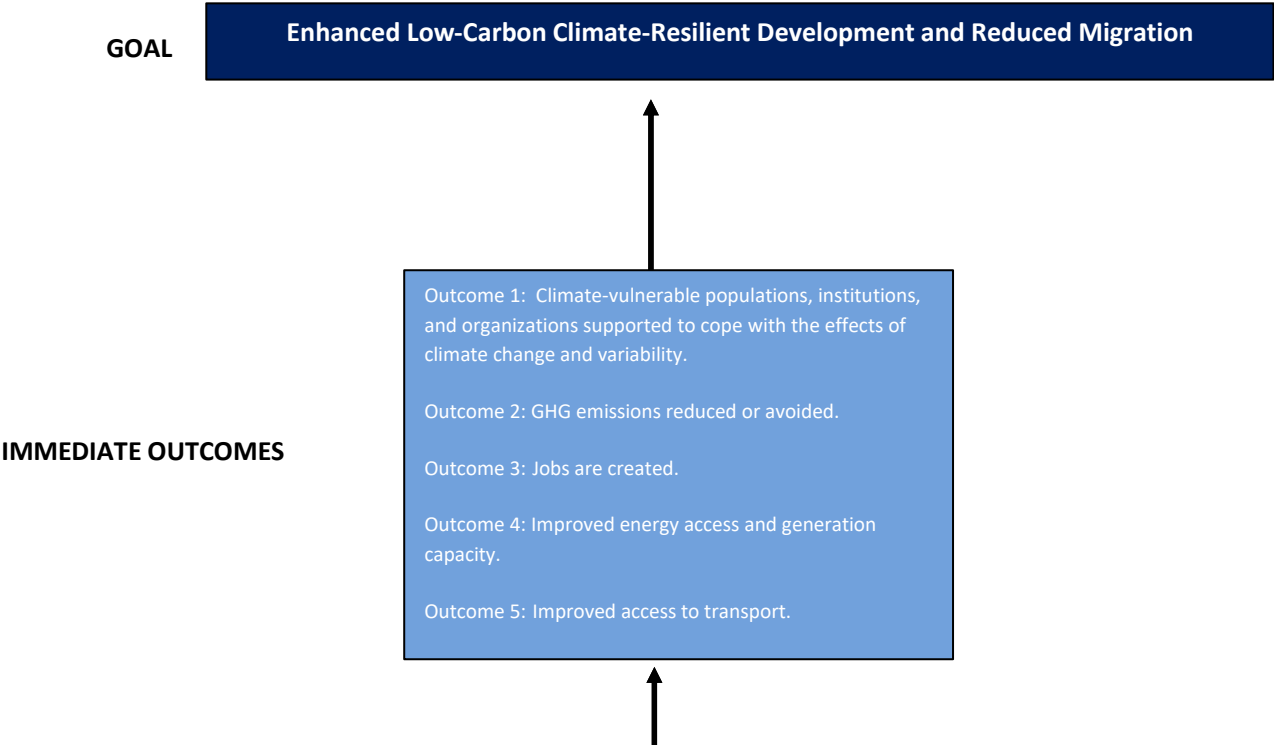 GOAL
Enhanced Low-Carbon Climate-Resilient Development and Reduced Migration
Outcome 1:  Climate-vulnerable populations, institutions,
and organizations supported to cope with the effects of
climate change and variability.
Outcome 2: GHG emissions reduced or avoided.
IMMEDIATE OUTCOMES
Outcome 3: Jobs are created.
Outcome 4: Improved energy access and generation
capacity.
Outcome 5: Improved access to transport.